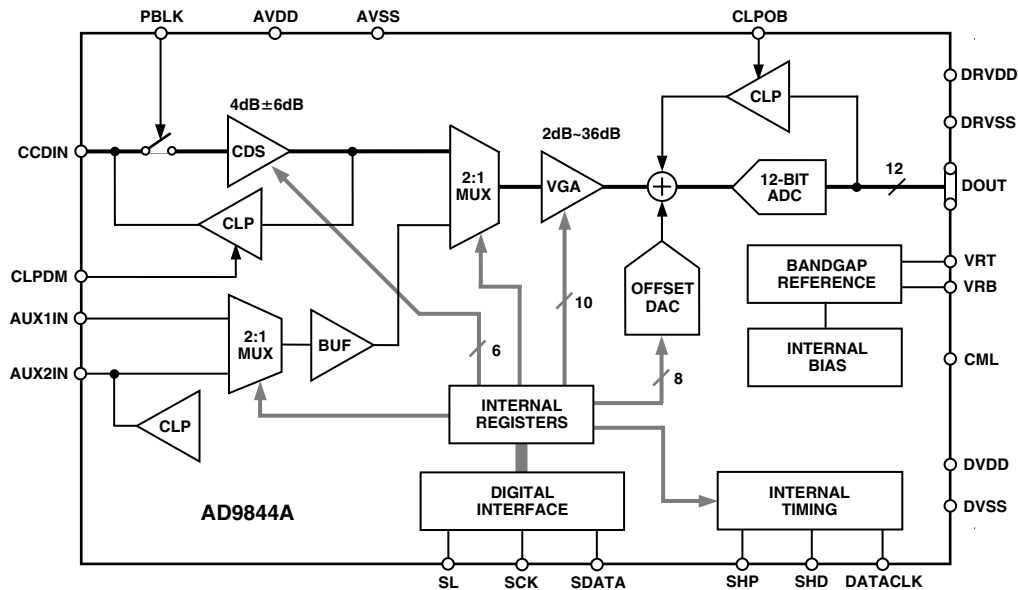 PBLK
AVDD
AVSS
CLPOB
DRVDD
4dB±6dB
CLP
DRVSS
2dB~36dB
CCDIN
CDS
2:1
MUX
VGA
12-BIT
ADC
12
DOUT
CLP
CLPDM
BANDGAP
REFERENCE
VRT
VRB
OFFSET
DAC
10
AUX1IN
2:1
MUX
BUF
6
INTERNAL
BIAS
CML
AUX2IN
8
CLP
INTERNAL
REGISTERS
DVDD
DIGITAL
INTERFACE
INTERNAL
TIMING
DVSS
AD9844A
SL
SCK
SDATA
SHP
SHD
DATACLK